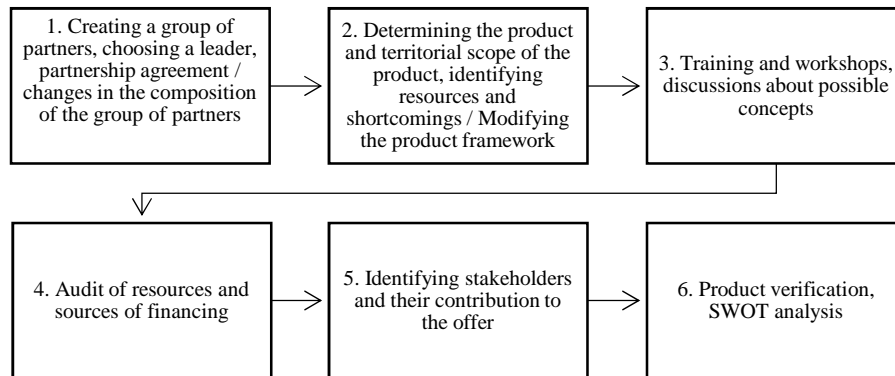 1. Creating a group of
partners, choosing a leader,
partnership agreement /
changes in the composition
of the group of partners
2. Determining the product
and territorial scope of the
product, identifying
resources and
shortcomings / Modifying
the product framework
3. Training and workshops,
discussions about possible
concepts
4. Audit of resources and
sources of financing
5. Identifying stakeholders
and their contribution to
the offer
6. Product verification,
SWOT analysis